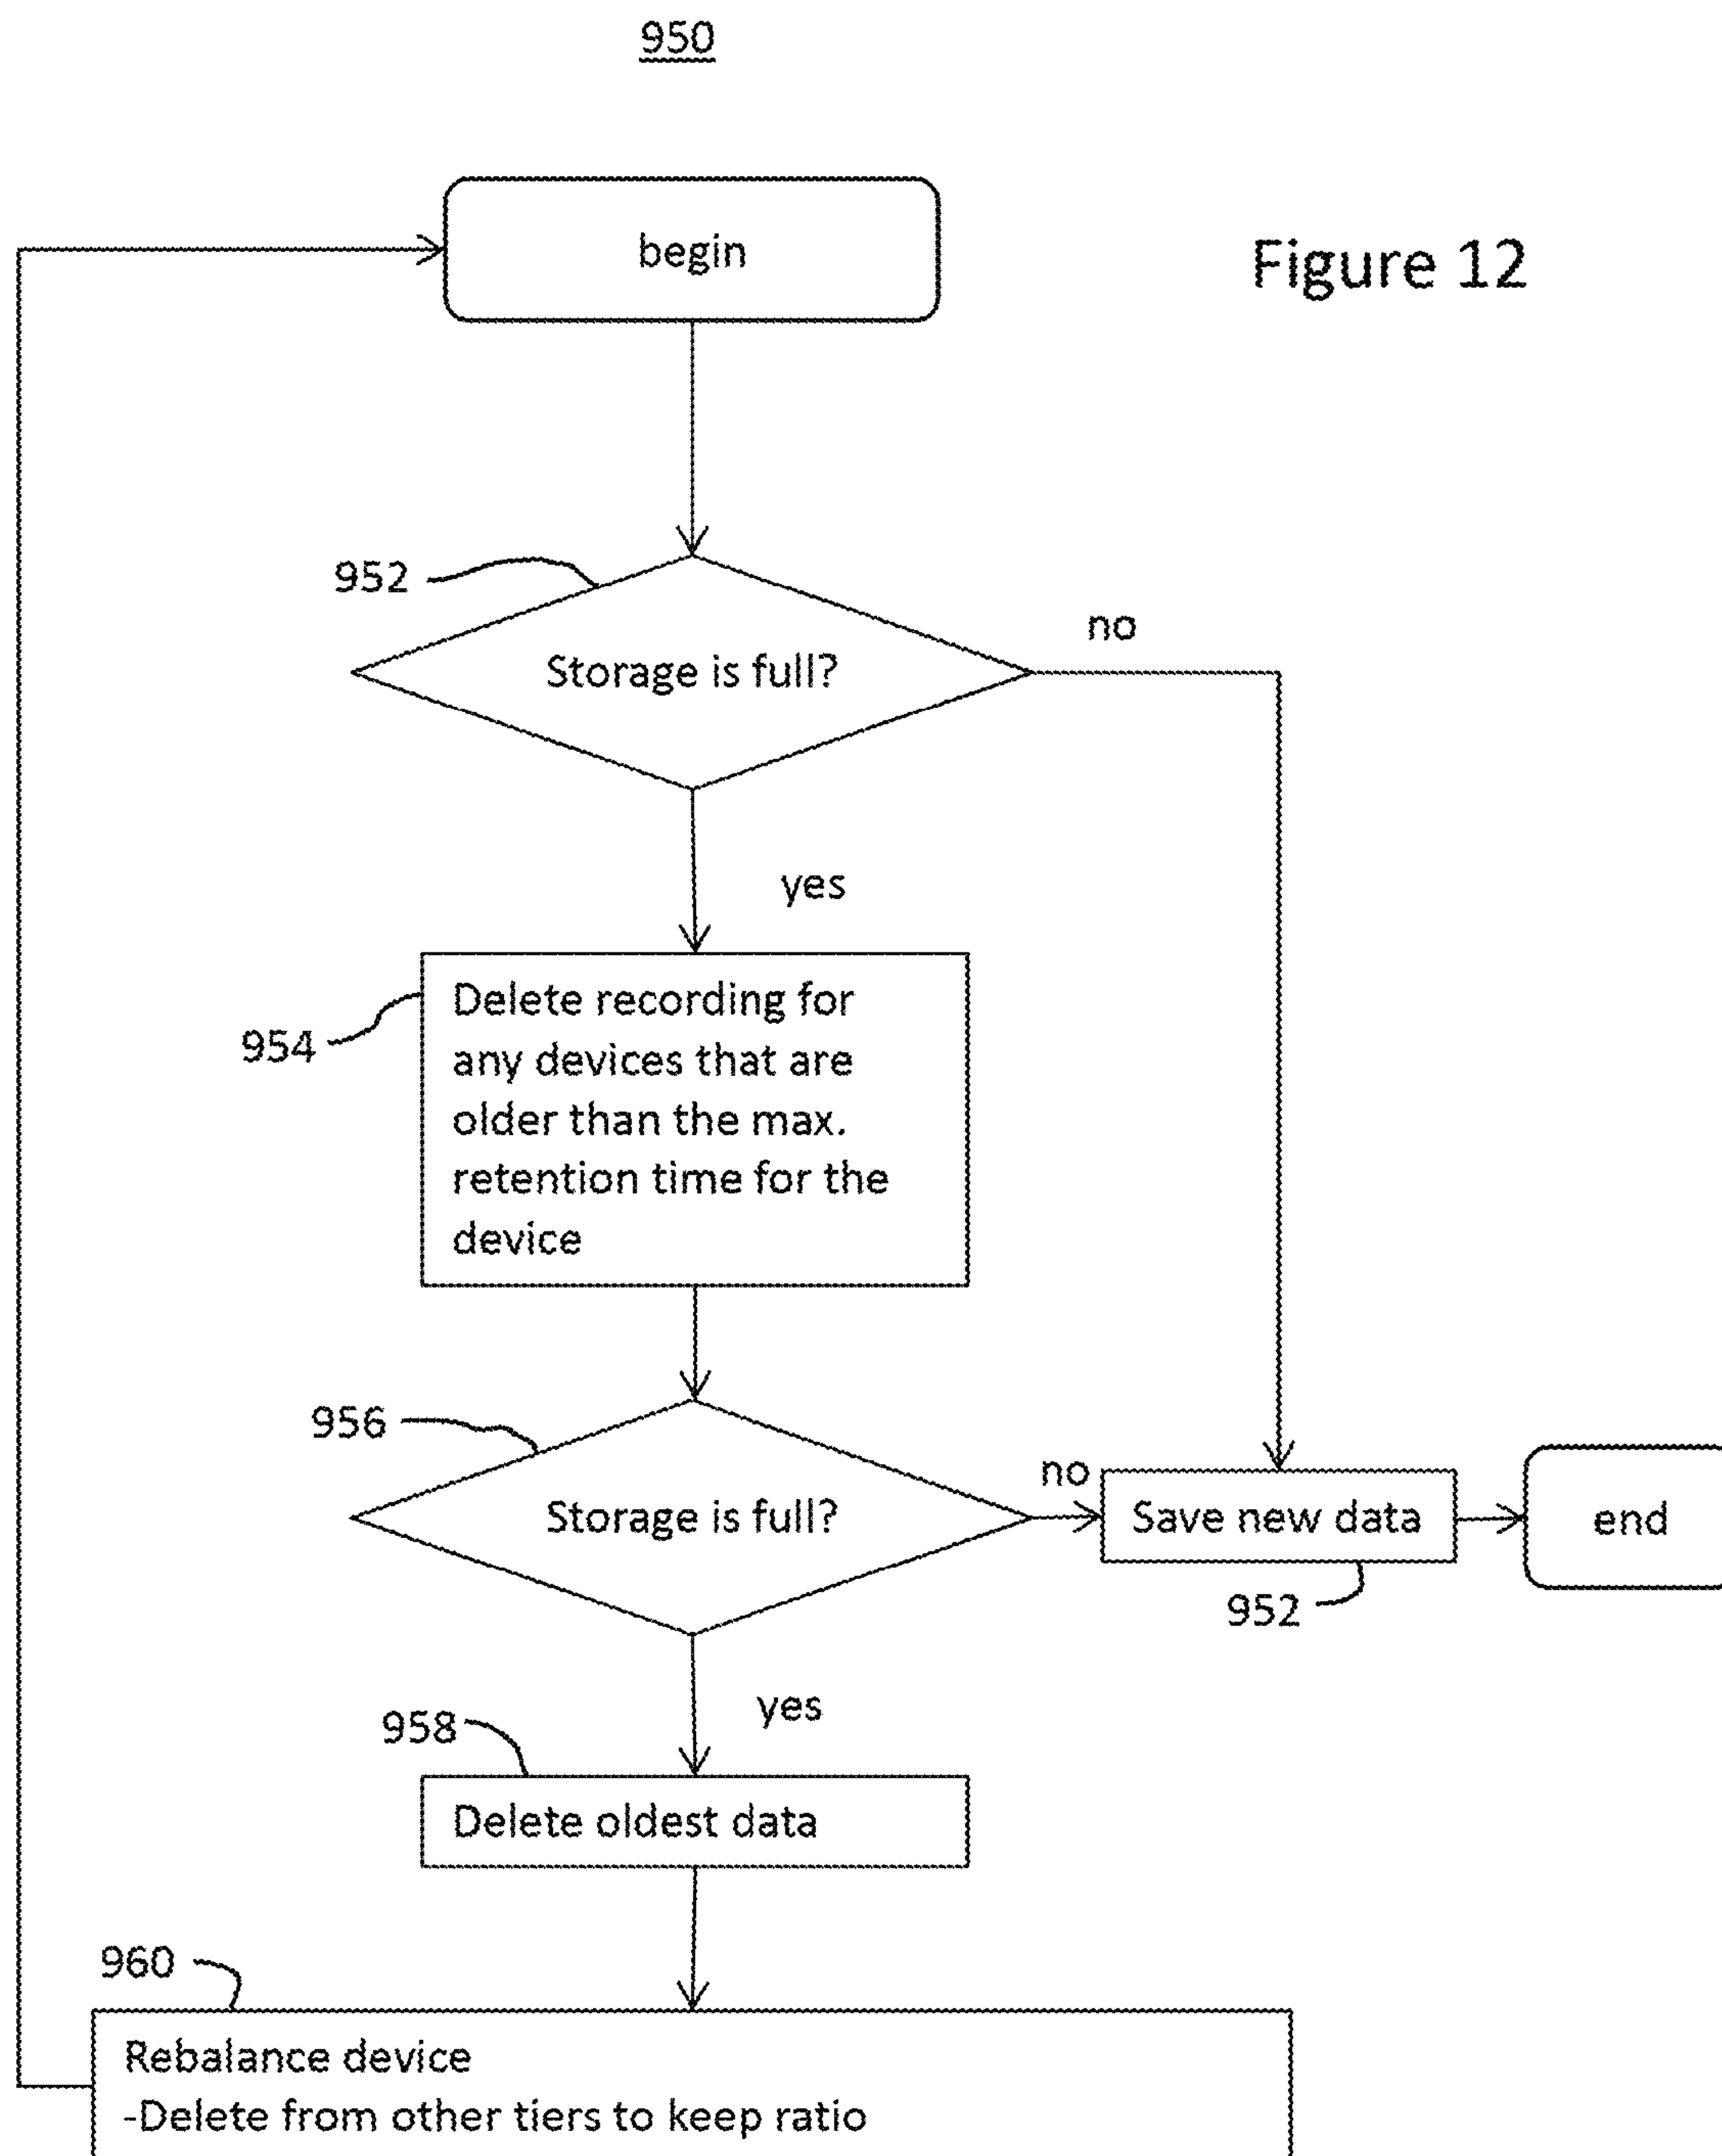 950
begin
Figure 12
952
no
Storage is full?
yes
Delete recording for
any devices that are
older than the max.
retention time for the
device
954
956
no
Storage is full?
Save new data
end
952
yes
958
Delete oldest data
960
Rebalance device
-Delete from other tiers to keep ratio